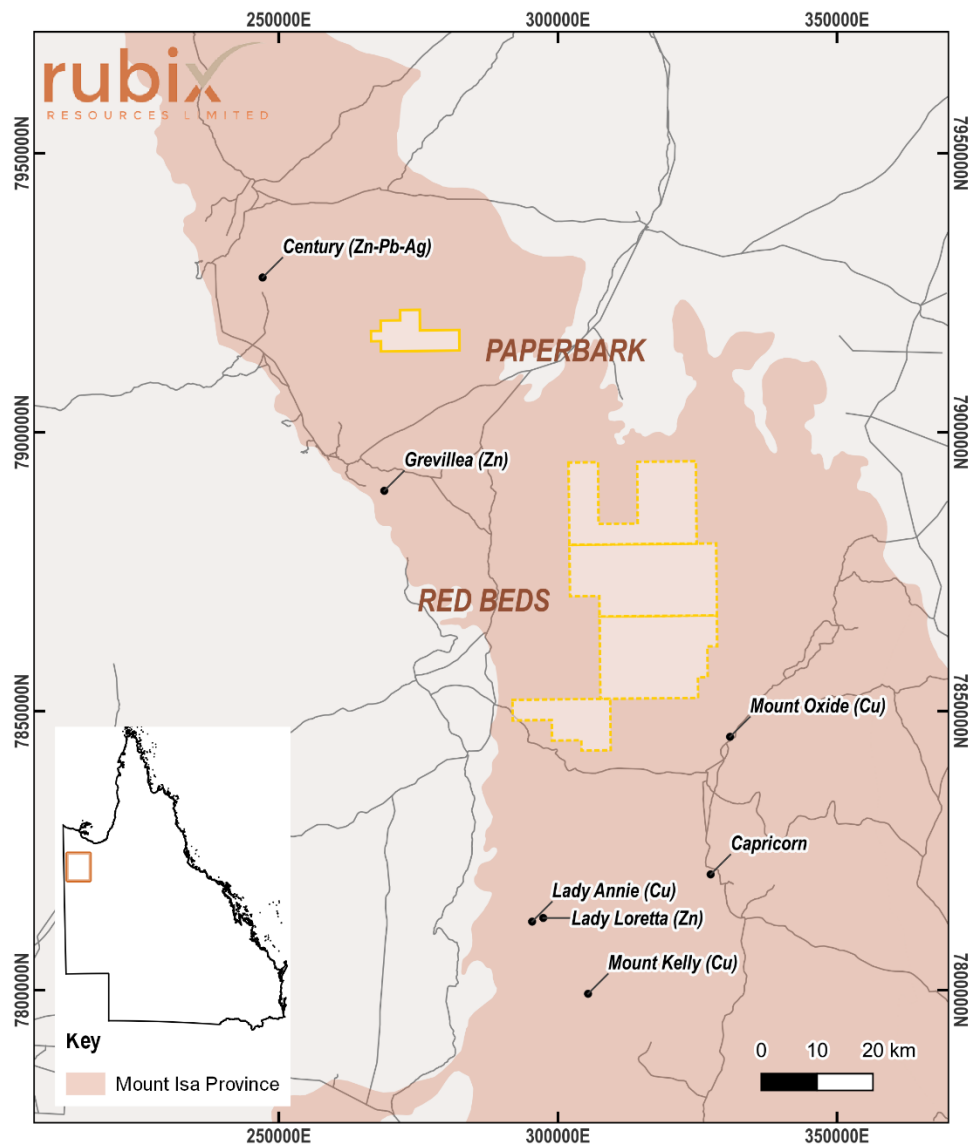 250000E
300000E
350000E
rubix
RESOURCES LIMITED
7950000N
7950000N
Century (Zn-Pb-Ag)
PAPERBARK
7900000N
7900000N
Grevillea (Zn)
RED BEDS
7850000N
7850000N
Mount Oxide (Cu)
Capricorn
Lady Annie (Cu)
Lady Loretta (Zn)
Mount Kelly (Cu)
7800000N
7800000N
Key
Mount Isa Province
0 10 20 km
250000E
300000E
350000E